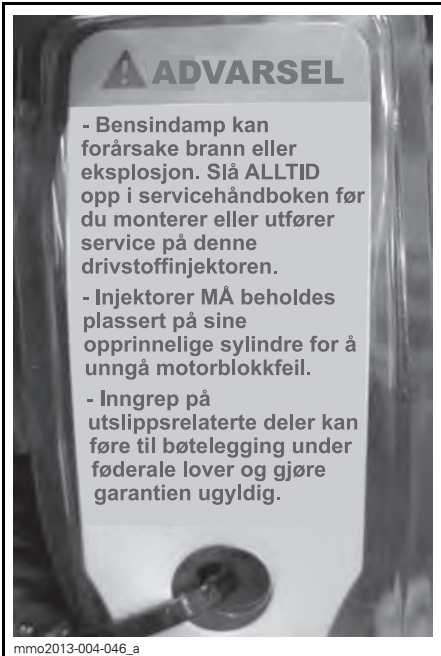 ADVARSEL
- Bensindamp kan
forårsake brann eller
eksplosjon. Slå ALLTID
opp i servicehåndboken før
du monterer eller utfører
service på denne
drivstoffinjektoren.
- Injektorer MÅ beholdes
plassert på sine
opprinnelige sylindre for å
unngå motorblokkfeil.
- Inngrep på
utslippsrelaterte deler kan
føre til bøtelegging under
føderale lover og gjøre
garantien ugyldig.
mmo2013-004-046_a